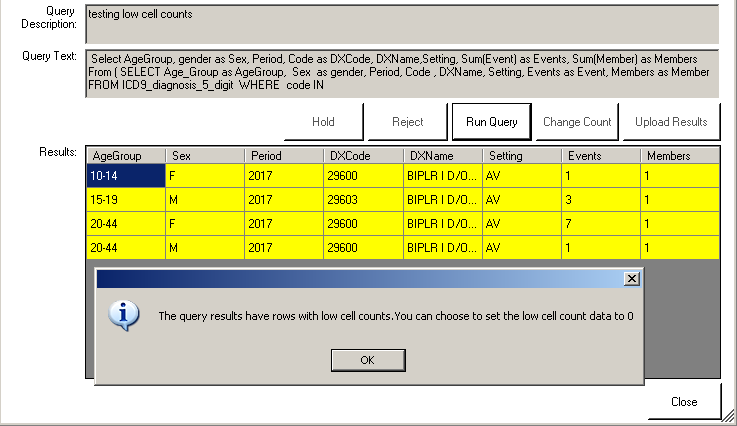 Query
Description:
testing low cell counts
Query Text:
Select AgeGroup, gender as Sex, Period, Code as DXCode, DXName,Setting, Sum(Event) as Events, Sum(Member) as Members
From ( SELECT Age_Group as AgeGroup, Sex as gender, Period, Code , DXName, Setting, Events as Event, Members as Member
FROM ICD9_diagnosis_5_digit WHERE code IN
Hold Reject Run Query Change Count Upload Results
Results:
AgeGroup Sex Period DXCode DXName Setting Events Members
10-14 F 2017 29600 BIPLR I D/O... AV 1 1
15-19 M 2017 29603 BIPLR I D/O... AV 3 1
20-44 F 2017 29600 BIPLR I D/O... AV 7 1
20-44 M 2017 29600 BIPLR I D/O... AV 1 1
The query results have rows with low cell counts.You can choose to set the low cell count data to 0
OK
Close